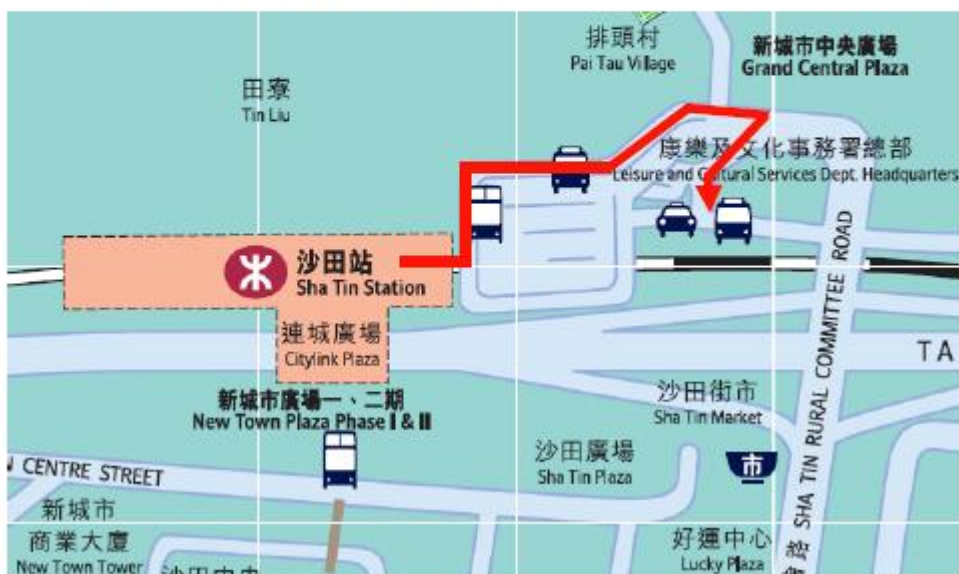 排頭村
Pai Tau Village
新城市中央廣場
Grand Central Plaza
田寮
Tin Liu
康樂及文化事務署總部
Leisure and Cultural Services Dept. Headquarters
沙田站
Sha Tin Station
連城廣場
Citylink Plaza
SHA TIN RURAL COMMITTEE ROAD
TA
新城市廣場一、二期
New Town Plaza Phase I & II
沙田街市
Sha Tin Market
沙田廣場
Sha Tin Plaza
市
N CENTRE STREET
新城市
商業大廈
New Town Tower
好運中心
Lucky Plaza
路